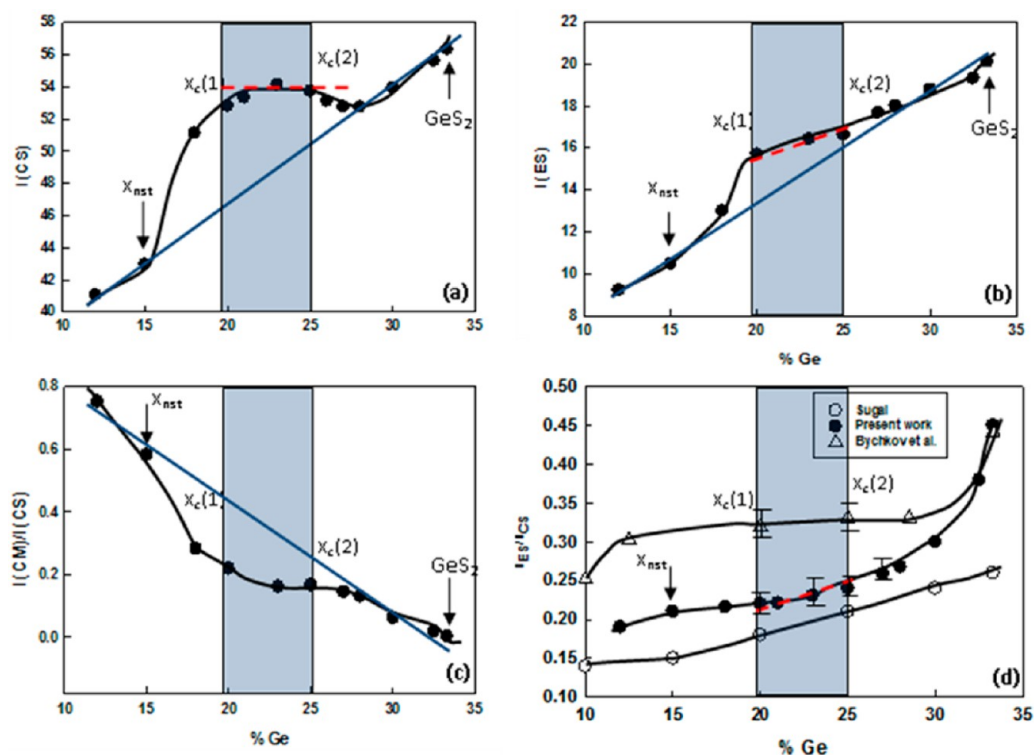 58
56
54
52
50
48
46
44
42
40
I(CS)
Xc(1)
Xc(2)
Xnst
GeS2
(a)
10 15 20 25 30 35
% Ge
22
20
18
16
14
12
10
8
I(ES)
Xc(1)
Xc(2)
Xnst
GeS2
(b)
10 15 20 25 30 35
% Ge
0.8
0.6
0.4
0.2
0.0
I(CM)/I(CS)
Xnst
Xc(1)
Xc(2)
GeS2
(c)
10 15 20 25 30 35
% Ge
0.50
0.45
0.40
0.35
0.30
0.25
0.20
0.15
0.10
IES/ICS
Sugal
Present work
Bychkov et al.
Xc(1)
Xc(2)
Xnst
(d)
10 15 20 25 30 35
% Ge